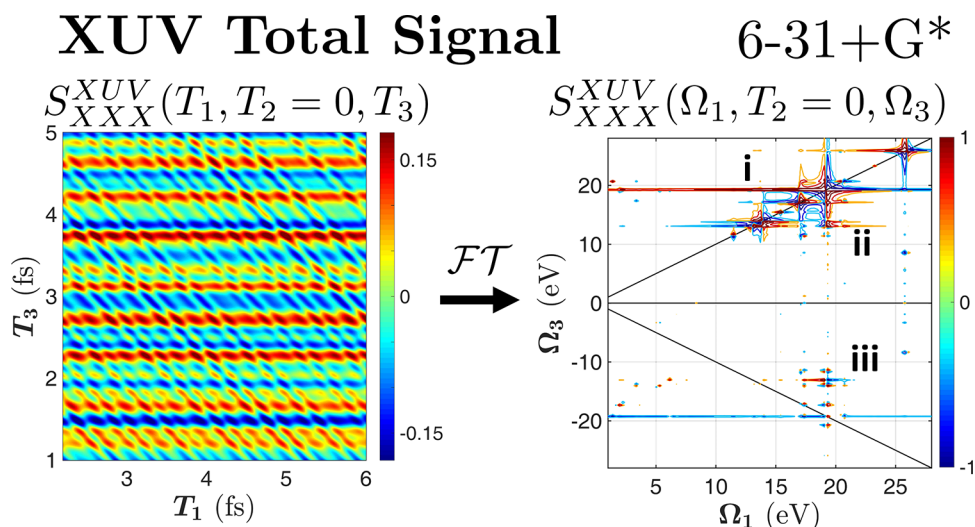 XUV Total Signal
6-31+G*
S_{XXX}^{XUV}(T_1, T_2 = 0, T_3)
S_{XXX}^{XUV}(Ω_1, T_2 = 0, Ω_3)
5
4
3
2
1
T_3 (fs)
3
4
5
6
T_1 (fs)
0.15
0
-0.15
FT
i
ii
iii
20
10
0
-10
-20
Ω_3 (eV)
5
10
15
20
25
Ω_1 (eV)
1
0
-1